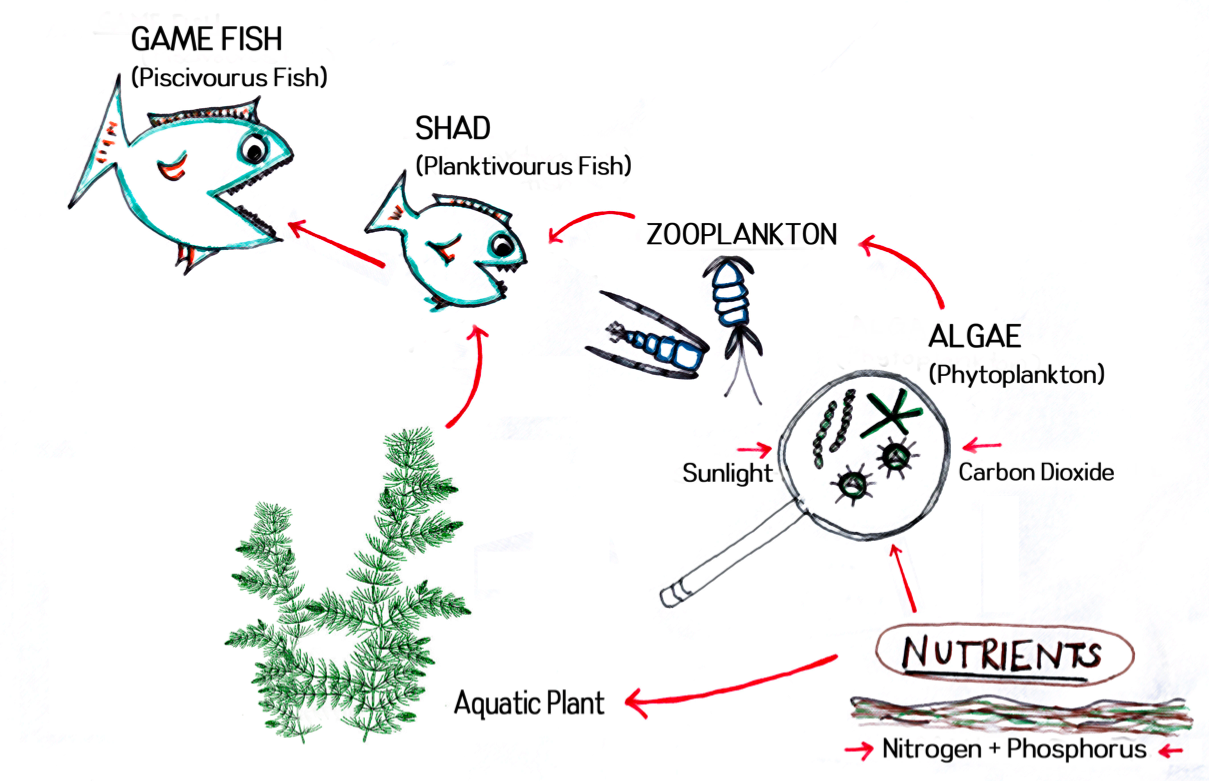 GAME FISH
(Piscivourus Fish)
SHAD
(Planktivourus Fish)
ZOOPLANKTON
ALGAE
(Phytoplankton)
Sunlight
Carbon Dioxide
NUTRIENTS
Aquatic Plant
Nitrogen + Phosphorus